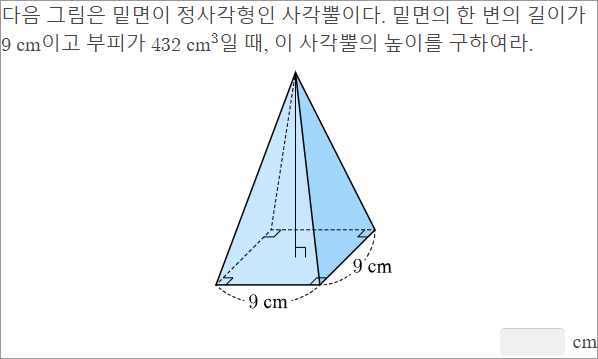 다음 그림은 밑면이 정사각형인 사각뿔이다. 밑면의 한 변의 길이가
9 cm이고 부피가 432 cm³일 때, 이 사각뿔의 높이를 구하여라.
9 cm
9 cm
cm